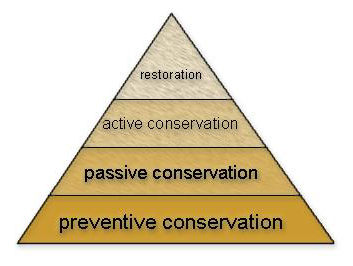 restoration
active conservation
passive conservation
preventive conservation